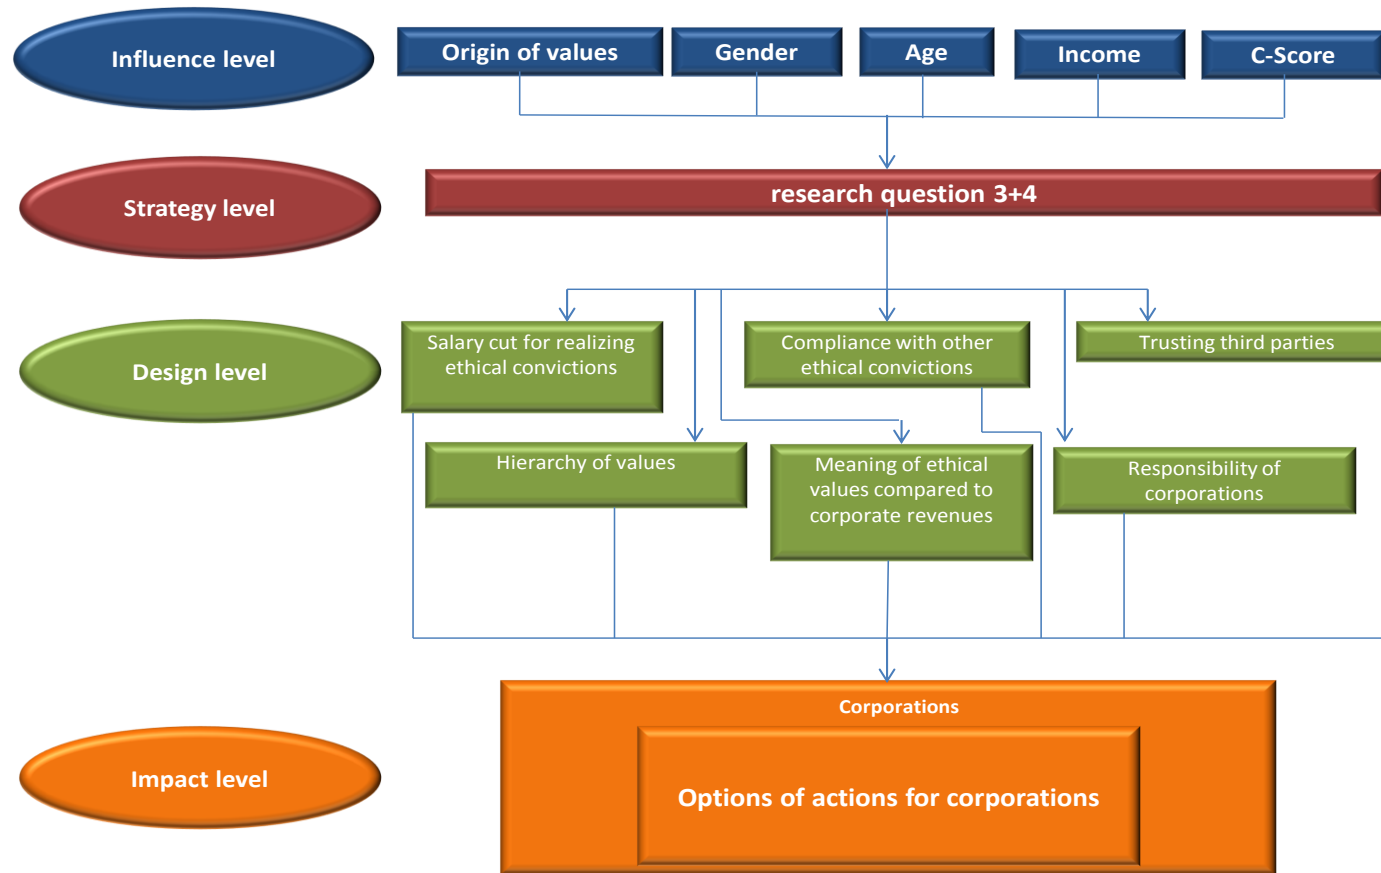 Influence level
Origin of values
Gender
Age
Income
C-Score
Strategy level
research question 3+4
Design level
Salary cut for realizing
ethical convictions
Compliance with other
ethical convictions
Trusting third parties
Hierarchy of values
Meaning of ethical
values compared to
corporate revenues
Responsibility of
corporations
Impact level
Corporations
Options of actions for corporations